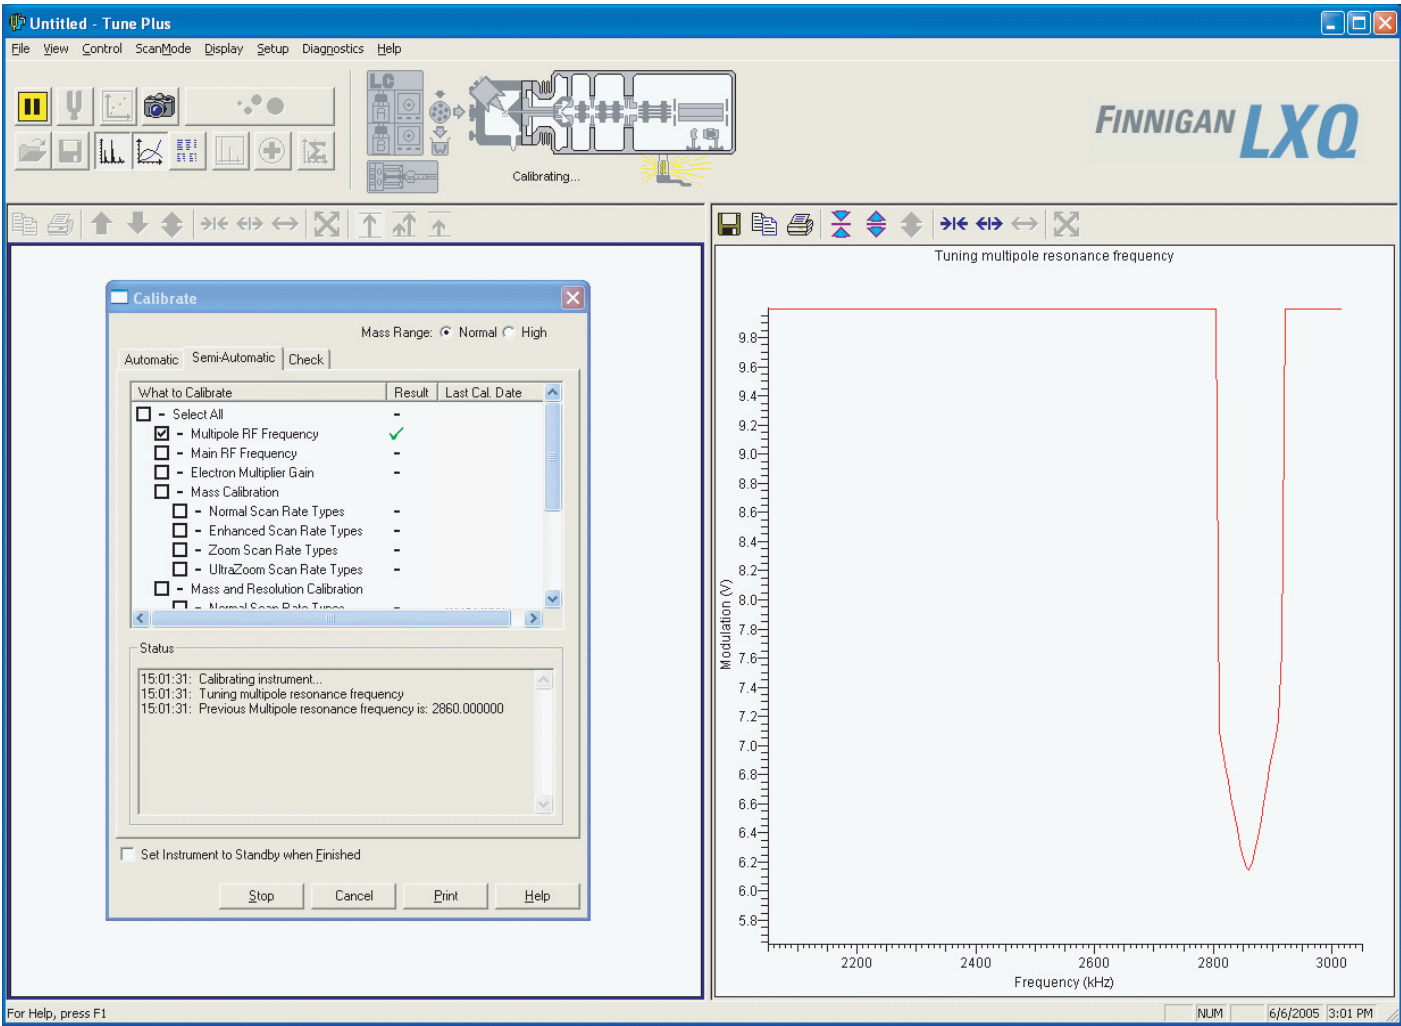 Untitled - Tune Plus
File View Control ScanMode Display Setup Diagnostics Help
LC
A
B
Calibrating...
FINNIGAN LXQ
Calibrate
Mass Range: Normal High
Automatic Semi-Automatic Check
What to Calibrate Result Last Cal. Date
- Select All -
- Multipole RF Frequency
- Main RF Frequency -
- Electron Multiplier Gain -
- Mass Calibration
- Normal Scan Rate Types -
- Enhanced Scan Rate Types -
- Zoom Scan Rate Types -
- UltraZoom Scan Rate Types -
- Mass and Resolution Calibration
- Normal Scan Rate Types -
Status
15:01:31: Calibrating instrument...
15:01:31: Tuning multipole resonance frequency
15:01:31: Previous Multipole resonance frequency is: 2860.000000
Set Instrument to Standby when Finished
Stop Cancel Print Help
Tuning multipole resonance frequency
9.8
9.6
9.4
9.2
9.0
8.8
8.6
8.4
8.2
8.0
7.8
7.6
7.4
7.2
7.0
6.8
6.6
6.4
6.2
6.0
5.8
Modulation (V)
2200 2400 2600 2800 3000
Frequency (kHz)
For Help, press F1
NUM 6/6/2005 3:01 PM